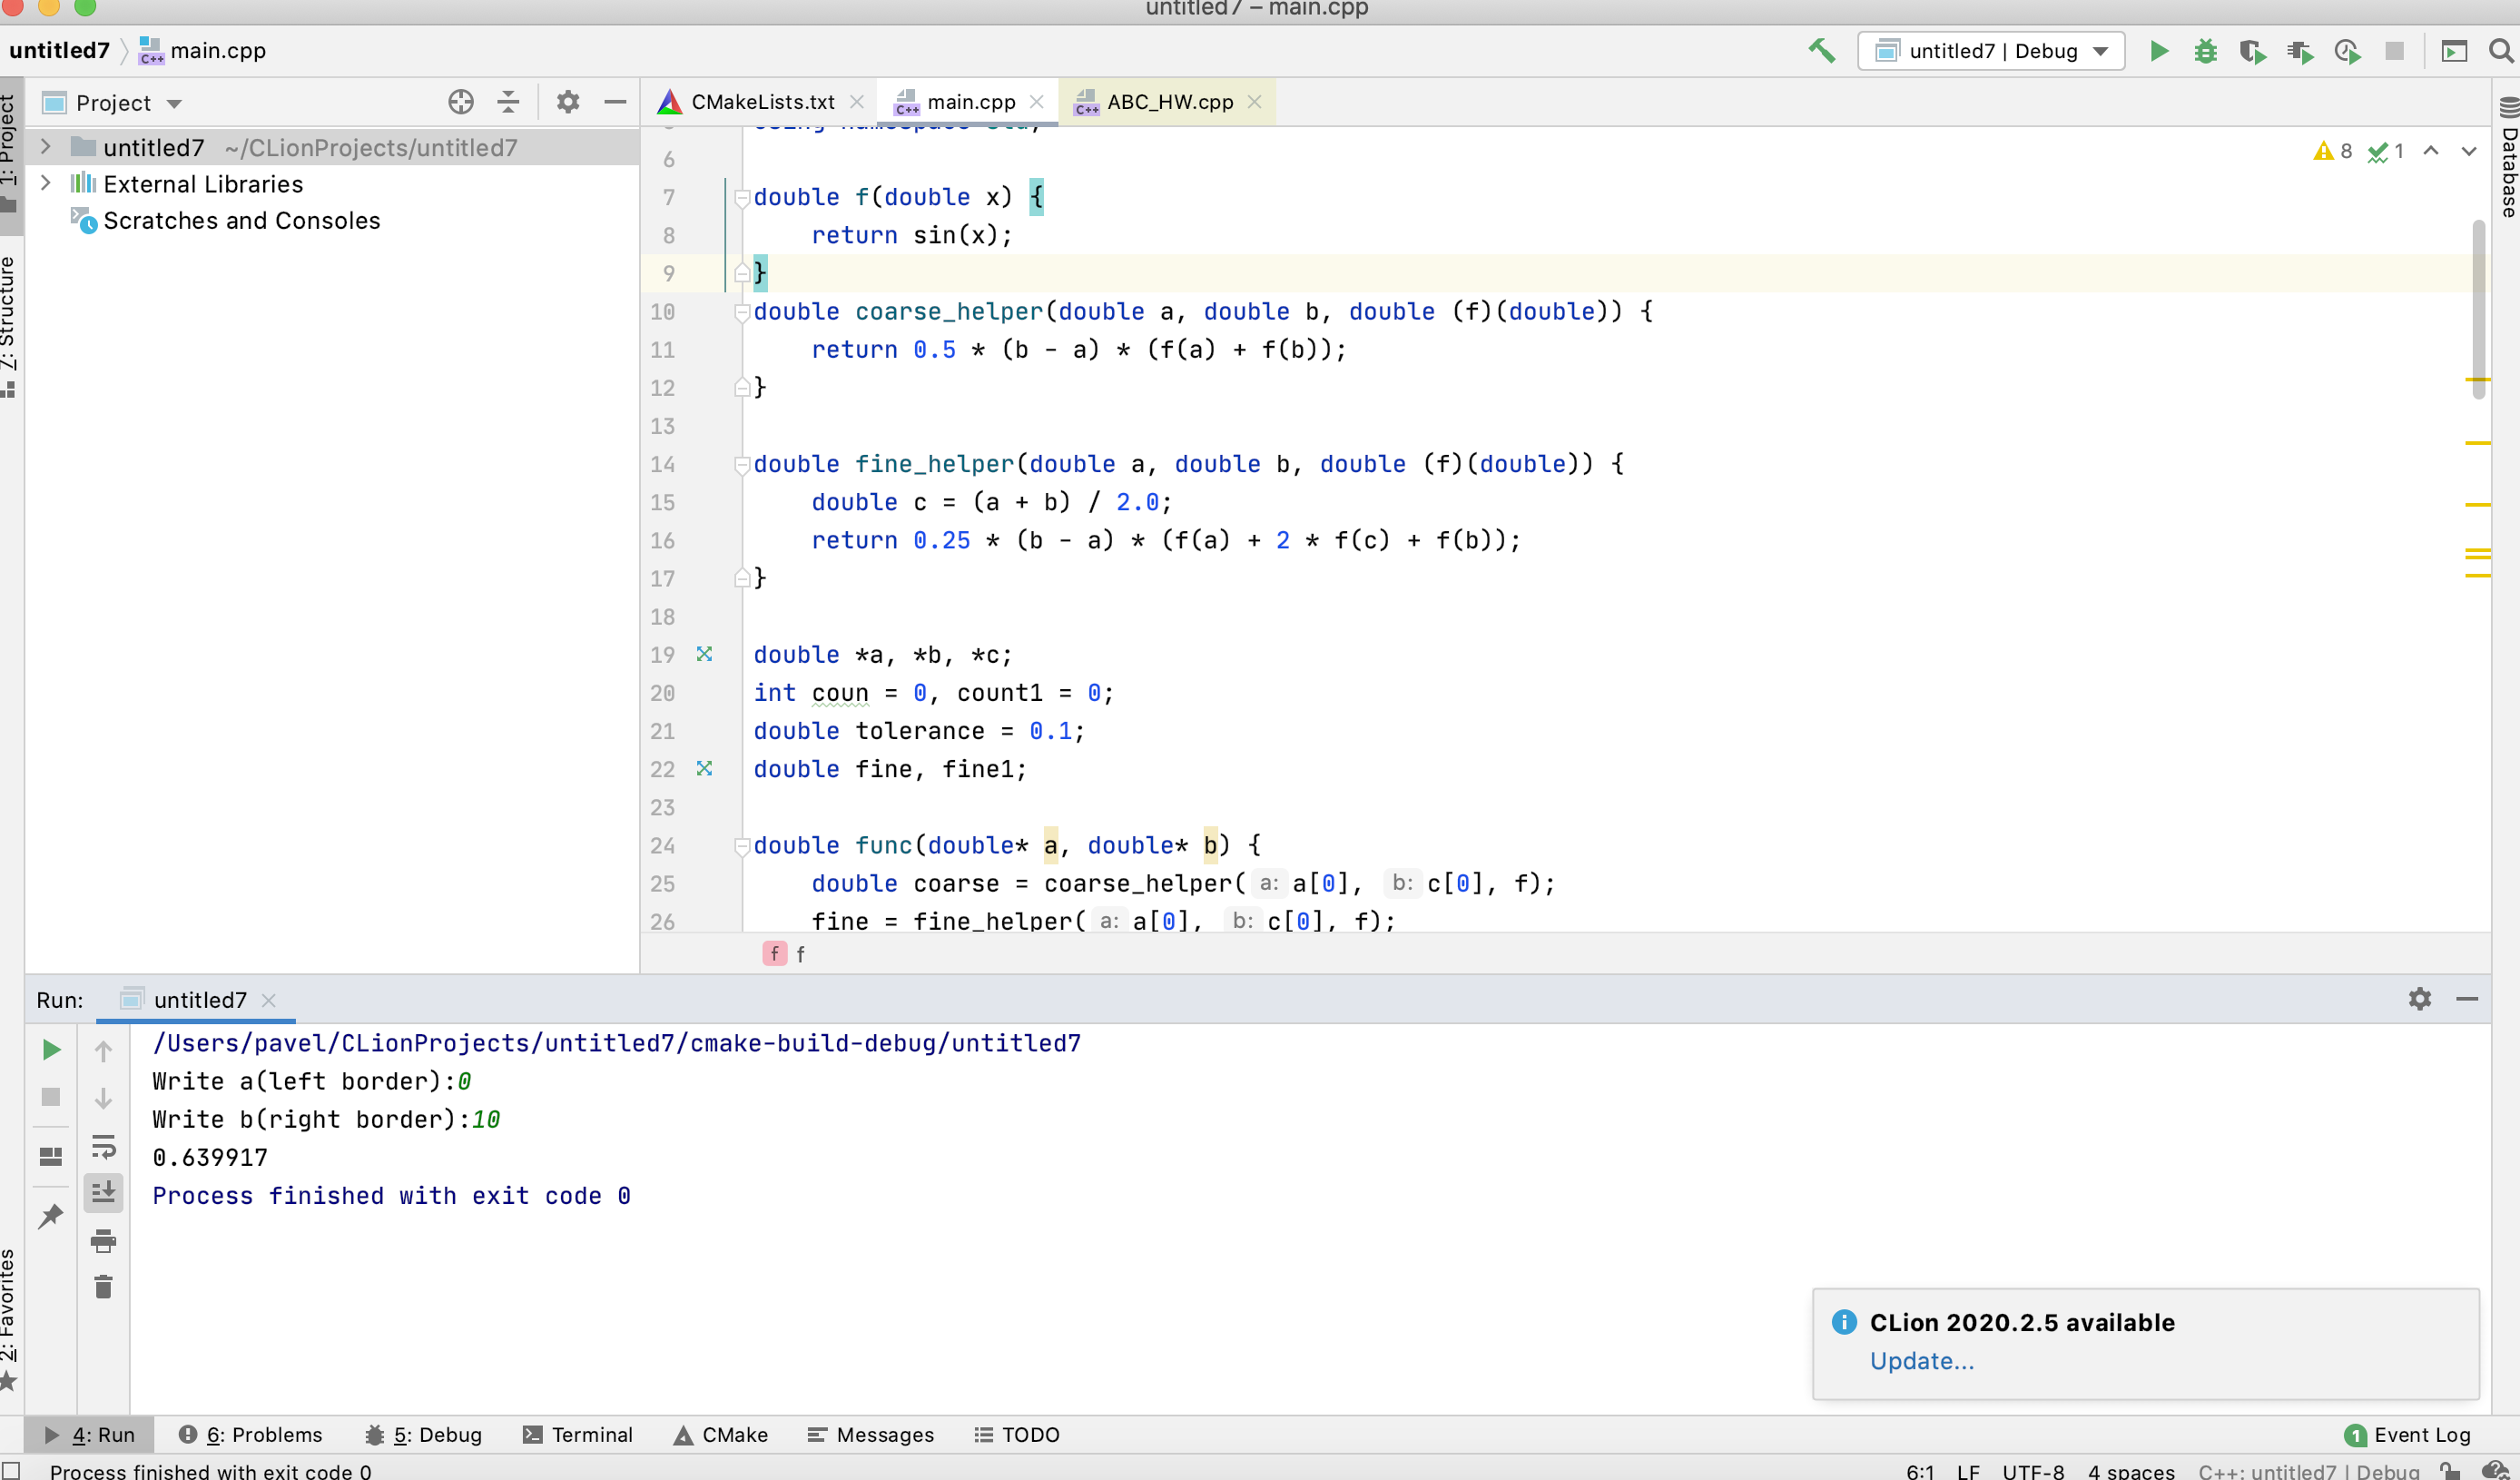 untitled7 – main.cpp
untitled7 main.cpp
untitled7 | Debug
Project
CMakeLists.txt main.cpp ABC_HW.cpp
1: Project
7: Structure
2: Favorites
Database
untitled7 ~/CLionProjects/untitled7
External Libraries
Scratches and Consoles
8 1
using namespace std;
6
7 double f(double x) {
8 return sin(x);
9 }
10 double coarse_helper(double a, double b, double (f)(double)) {
11 return 0.5 * (b - a) * (f(a) + f(b));
12 }
13
14 double fine_helper(double a, double b, double (f)(double)) {
15 double c = (a + b) / 2.0;
16 return 0.25 * (b - a) * (f(a) + 2 * f(c) + f(b));
17 }
18
19 double *a, *b, *c;
20 int coun = 0, count1 = 0;
21 double tolerance = 0.1;
22 double fine, fine1;
23
24 double func(double* a, double* b) {
25 double coarse = coarse_helper( a: a[0], b: c[0], f);
26 fine = fine_helper( a: a[0], b: c[0], f);
f f
Run: untitled7
/Users/pavel/CLionProjects/untitled7/cmake-build-debug/untitled7
Write a(left border):0
Write b(right border):10
0.639917
Process finished with exit code 0
CLion 2020.2.5 available
Update...
4: Run 6: Problems 5: Debug Terminal CMake Messages TODO 1 Event Log
Process finished with exit code 0 6:1 LF UTF-8 4 spaces C++: untitled7 | Debug